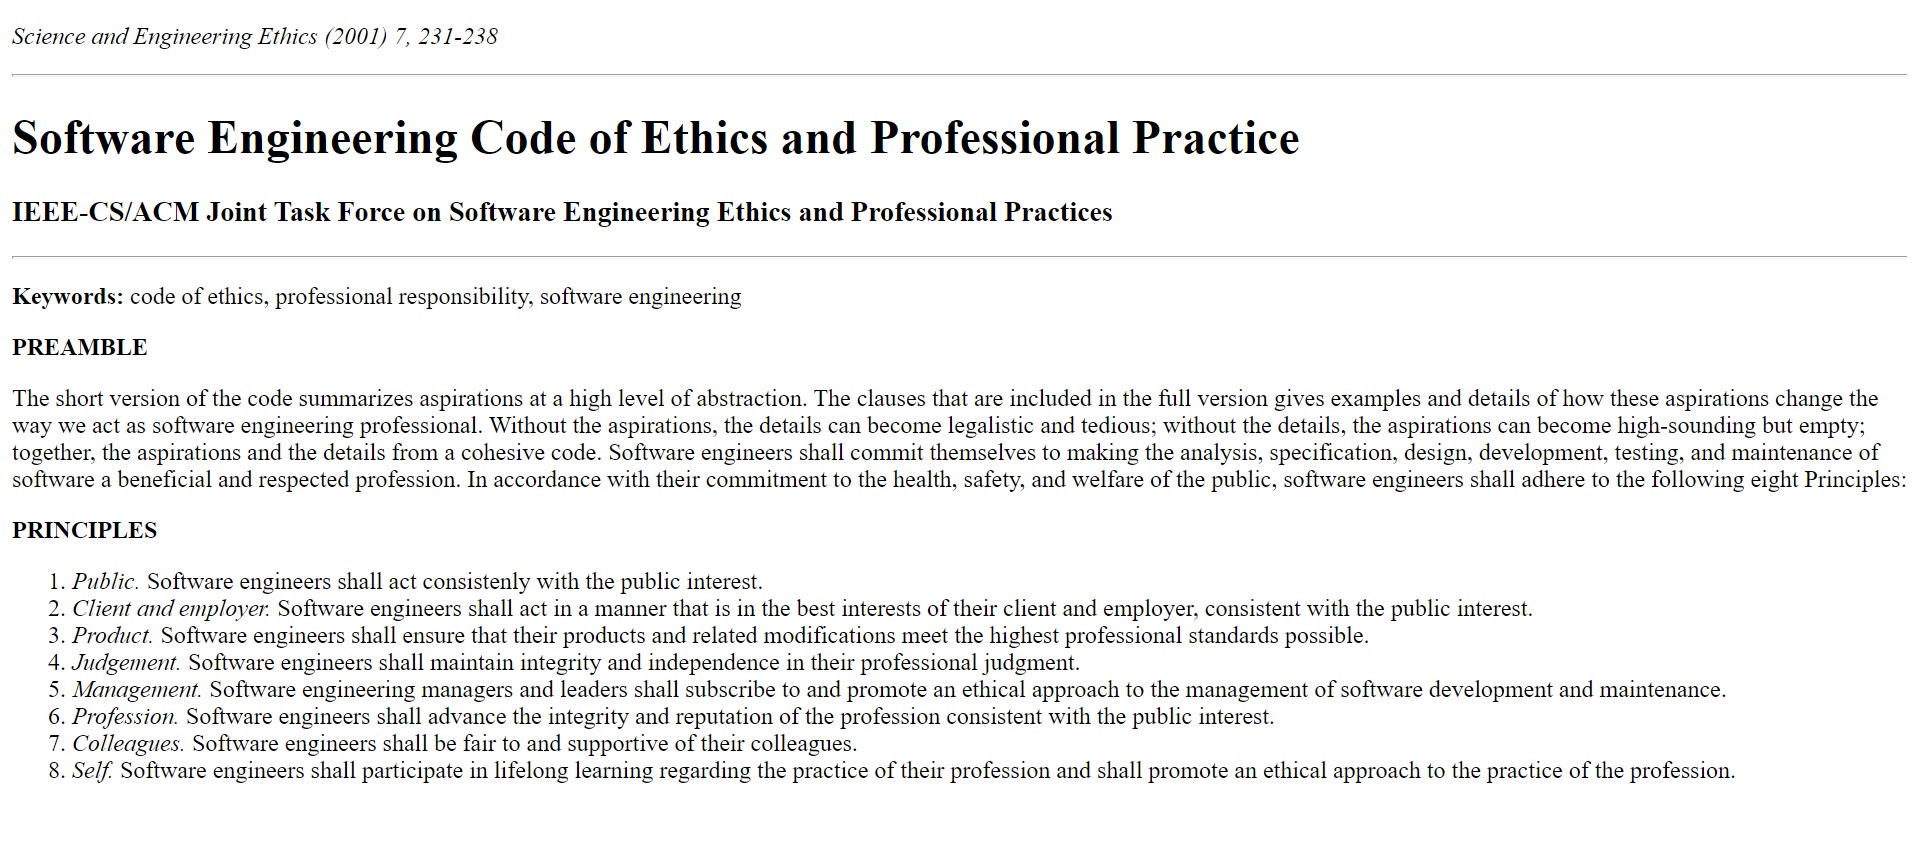 Science and Engineering Ethics (2001) 7, 231-238
Software Engineering Code of Ethics and Professional Practice
IEEE-CS/ACM Joint Task Force on Software Engineering Ethics and Professional Practices
Keywords: code of ethics, professional responsibility, software engineering
PREAMBLE
The short version of the code summarizes aspirations at a high level of abstraction. The clauses that are included in the full version gives examples and details of how these aspirations change the
way we act as software engineering professional. Without the aspirations, the details can become legalistic and tedious; without the details, the aspirations can become high-sounding but empty;
together, the aspirations and the details from a cohesive code. Software engineers shall commit themselves to making the analysis, specification, design, development, testing, and maintenance of
software a beneficial and respected profession. In accordance with their commitment to the health, safety, and welfare of the public, software engineers shall adhere to the following eight Principles:
PRINCIPLES
1. Public. Software engineers shall act consistenly with the public interest.
2. Client and employer. Software engineers shall act in a manner that is in the best interests of their client and employer, consistent with the public interest.
3. Product. Software engineers shall ensure that their products and related modifications meet the highest professional standards possible.
4. Judgement. Software engineers shall maintain integrity and independence in their professional judgment.
5. Management. Software engineering managers and leaders shall subscribe to and promote an ethical approach to the management of software development and maintenance.
6. Profession. Software engineers shall advance the integrity and reputation of the profession consistent with the public interest.
7. Colleagues. Software engineers shall be fair to and supportive of their colleagues.
8. Self. Software engineers shall participate in lifelong learning regarding the practice of their profession and shall promote an ethical approach to the practice of the profession.